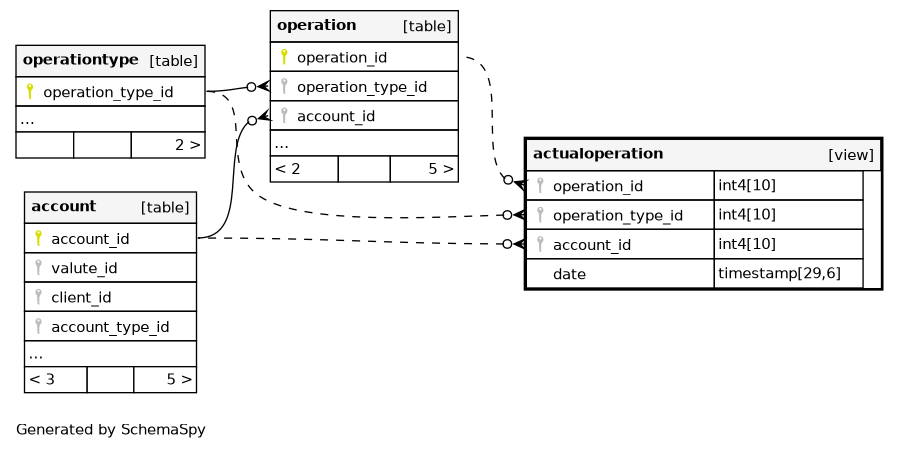 operationtype [table]
operation_type_id
...
2 >
operation [table]
operation_id
operation_type_id
account_id
...
< 2 5 >
account [table]
account_id
valute_id
client_id
account_type_id
...
< 3 5 >
actualoperation [view]
operation_id int4[10]
operation_type_id int4[10]
account_id int4[10]
date timestamp[29,6]
Generated by SchemaSpy